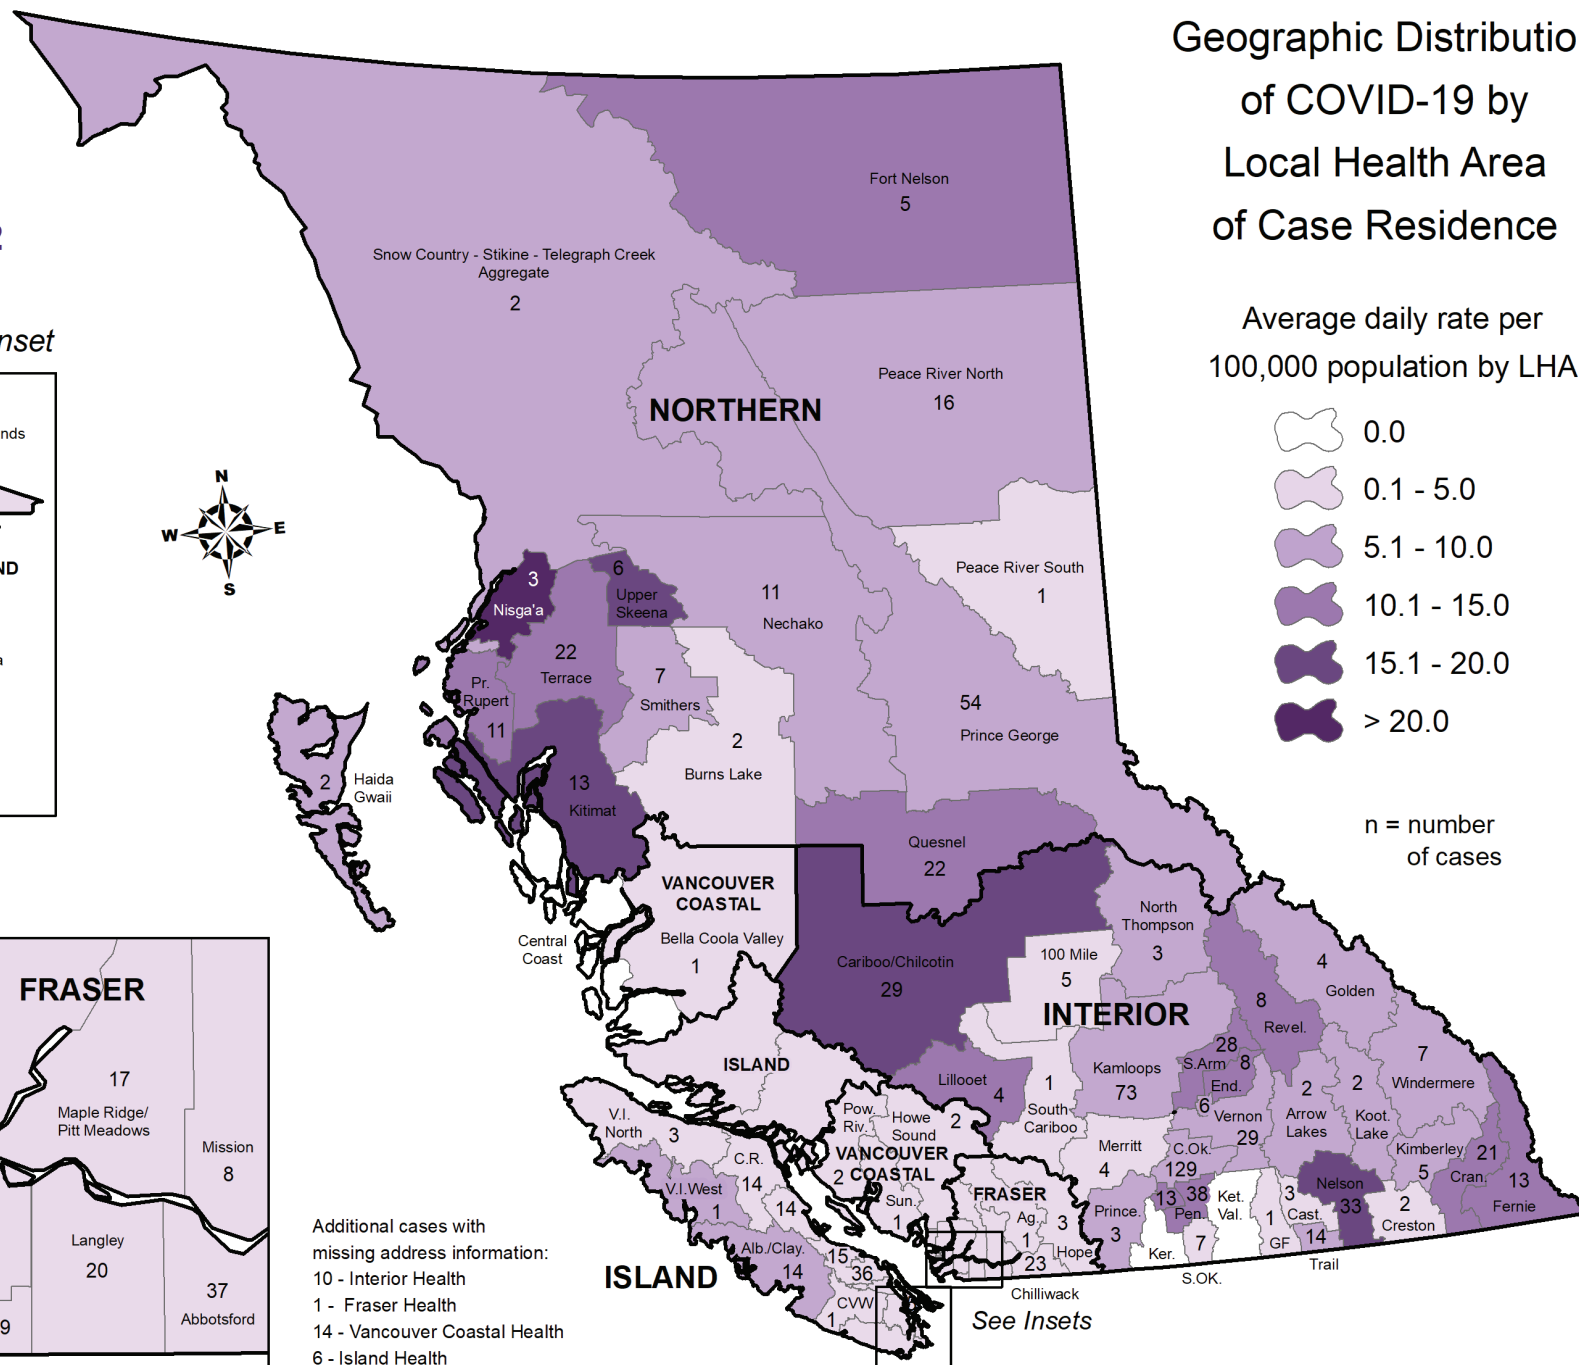 Geographic Distributio
of COVID-19 by
Local Health Area
of Case Residence
Average daily rate per
100,000 population by LHA
0.0
0.1 - 5.0
5.1 - 10.0
10.1 - 15.0
15.1 - 20.0
> 20.0
n = number
of cases
nset
nds
ND
N
W
E
S
NORTHERN
Fort Nelson
5
Snow Country - Stikine - Telegraph Creek
Aggregate
2
Peace River North
16
Peace River South
1
3
Nisga'a
6
Upper
Skeena
11
Nechako
22
Terrace
7
Smithers
Pr.
Rupert
11
2
Burns Lake
54
Prince George
13
Kitimat
2
Haida
Gwaii
Quesnel
22
VANCOUVER
COASTAL
Bella Coola Valley
1
Central
Coast
INTERIOR
Cariboo/Chilcotin
29
100 Mile
5
North
Thompson
3
4
Golden
8
Revel.
28
S.Arm
8
End.
6
Kamloops
73
Lillooet
4
1
South
Cariboo
Vernon
29
2
Arrow
Lakes
2
Koot.
Lake
7
Windermere
Merritt
4
C.Ok.
129
Kimberley
5
21
Cran.
13
Fernie
Prince.
3
13
38
Pen.
Ket.
Val.
Ker.
7
S.OK.
1
GF
3
Cast.
14
Trail
Nelson
33
2
Creston
ISLAND
V.I.
North
3
C.R.
14
V.I.West
1
14
Alb./Clay.
14
15
36
CVW
1
ISLAND
Pow.
Riv.
2
Howe
Sound
2
VANCOUVER
COASTAL
Sun.
1
FRASER
Ag.
1
3
Hope
23
Chilliwack
See Insets
FRASER
17
Maple Ridge/
Pitt Meadows
Mission
8
Langley
20
37
Abbotsford
9
Additional cases with
missing address information:
10 - Interior Health
1 - Fraser Health
14 - Vancouver Coastal Health
6 - Island Health